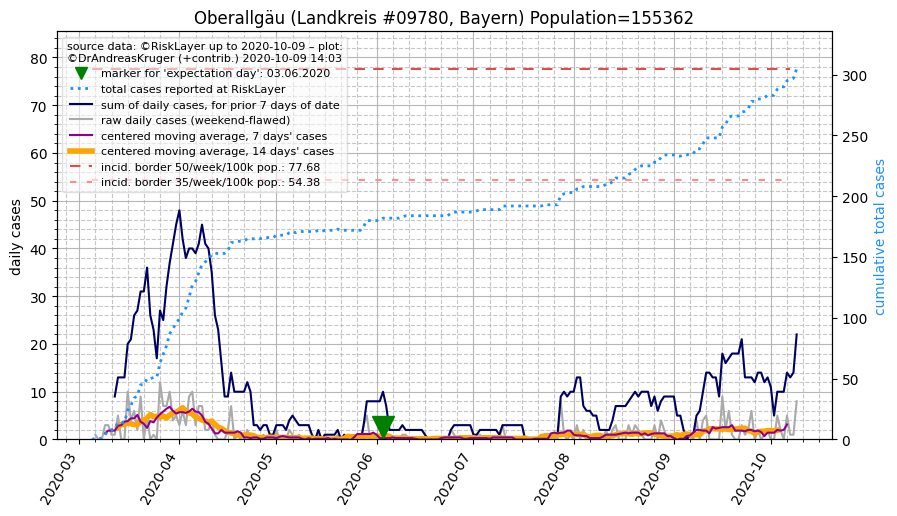 Oberallgäu (Landkreis #09780, Bayern) Population=155362
source data: ©RiskLayer up to 2020-10-09 – plot:
©DrAndreasKruger (+contrib.) 2020-10-09 14:03
marker for 'expectation day': 03.06.2020
total cases reported at RiskLayer
sum of daily cases, for prior 7 days of date
raw daily cases (weekend-flawed)
centered moving average, 7 days' cases
centered moving average, 14 days' cases
incid. border 50/week/100k pop.: 77.68
incid. border 35/week/100k pop.: 54.38
daily cases
80
70
60
50
40
30
20
10
0
cumulative total cases
300
250
200
150
100
50
0
2020-03
2020-04
2020-05
2020-06
2020-07
2020-08
2020-09
2020-10